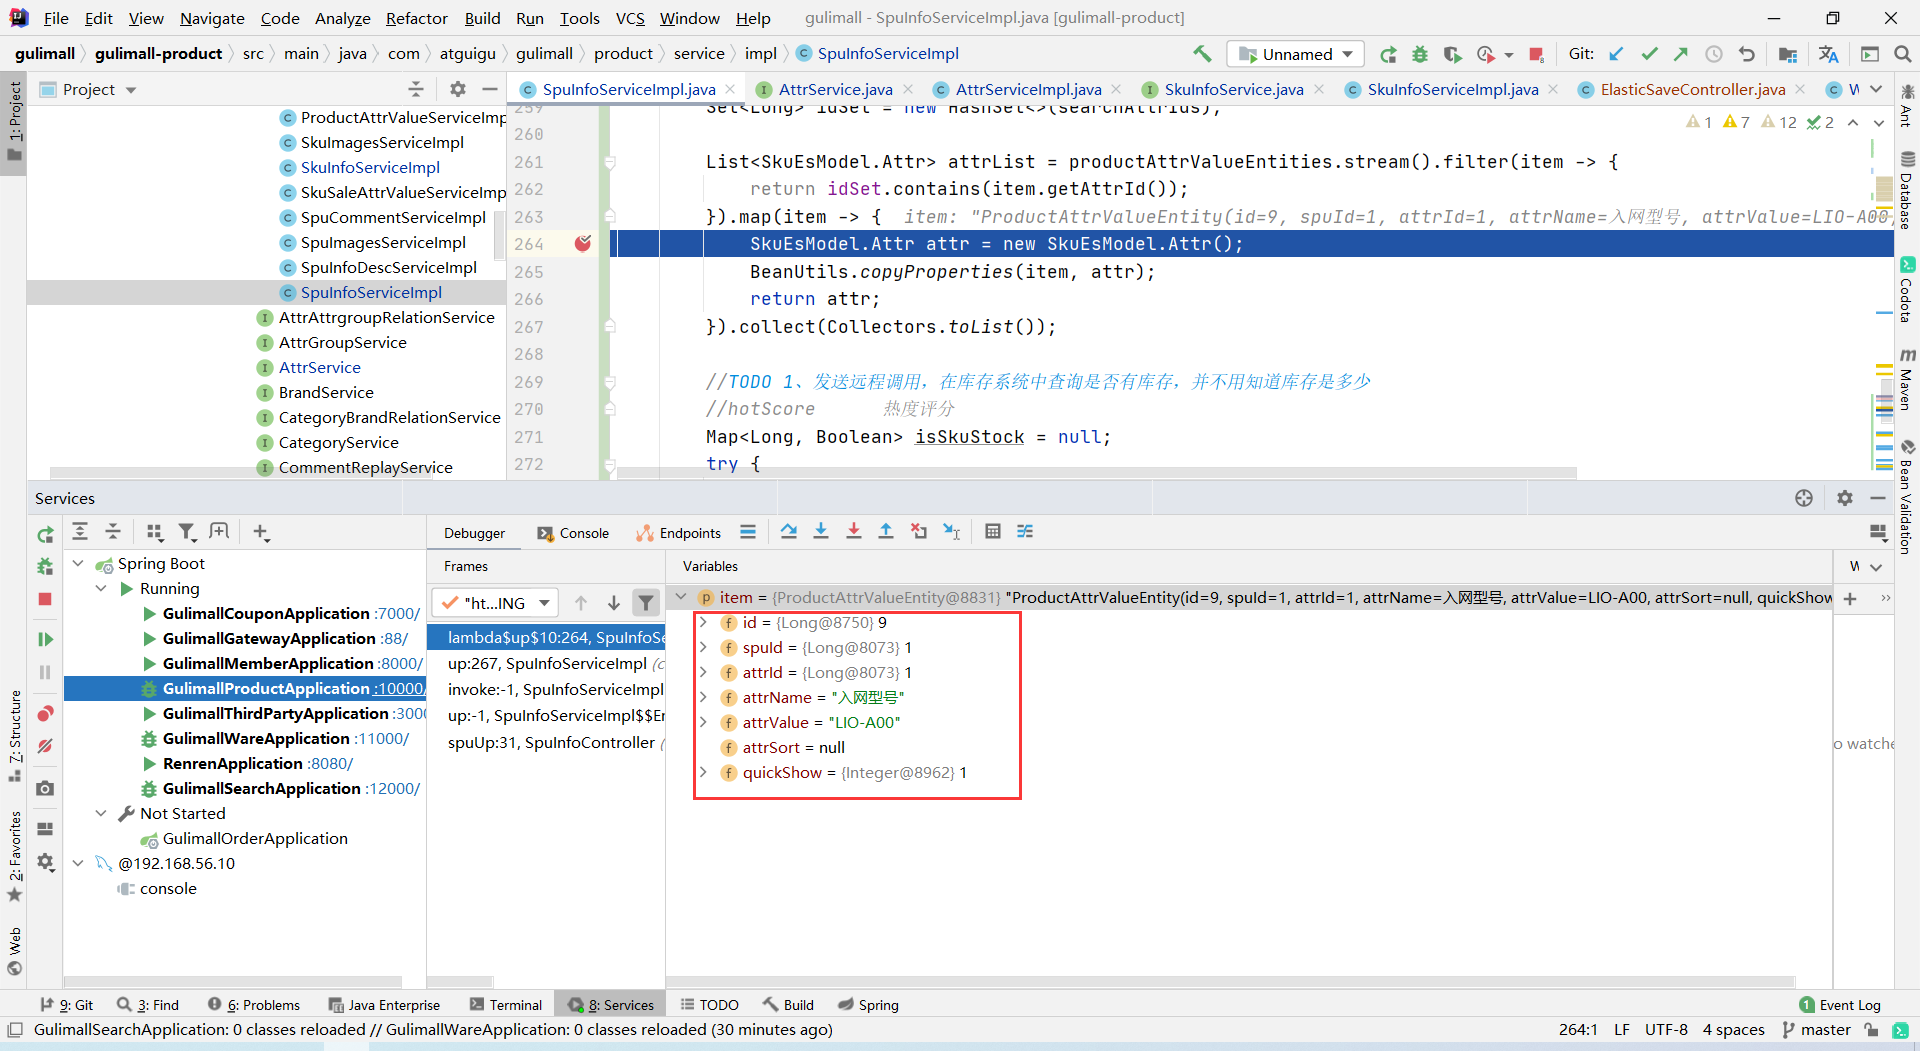 File Edit View Navigate Code Analyze Refactor Build Run Tools VCS Window Help gulimall - SpuInfoServiceImpl.java [gulimall-product]
gulimall gulimall-product src main java com atguigu gulimall product service impl SpuInfoServiceImpl Unnamed Git:
Project SpuInfoServiceImpl.java AttrService.java AttrServiceImpl.java SkuInfoService.java SkuInfoServiceImpl.java ElasticSaveController.java W
1: Project
7: Structure
2: Favorites
Web
ProductAttrValueServiceImp
SkuImagesServiceImpl
SkuInfoServiceImpl
SkuSaleAttrValueServiceImp
SpuCommentServiceImpl
SpuImagesServiceImpl
SpuInfoDescServiceImpl
SpuInfoServiceImpl
AttrAttrgroupRelationService
AttrGroupService
AttrService
BrandService
CategoryBrandRelationService
CategoryService
CommentReplayService
259 Set<Long> idSet = new HashSet<>(searchAttrIds);
1 7 12 2
260
261 List<SkuEsModel.Attr> attrList = productAttrValueEntities.stream().filter(item -> {
262 return idSet.contains(item.getAttrId());
263 }).map(item -> { item: "ProductAttrValueEntity(id=9, spuId=1, attrId=1, attrName=入网型号, attrValue=LIO-A00,
264 SkuEsModel.Attr attr = new SkuEsModel.Attr();
265 BeanUtils.copyProperties(item, attr);
266 return attr;
267 }).collect(Collectors.toList());
268
269 //TODO 1、发送远程调用，在库存系统中查询是否有库存，并不用知道库存是多少
270 //hotScore 热度评分
271 Map<Long, Boolean> isSkuStock = null;
272 try {
Ant
Database
Codota
Maven
Bean Validation
Services
Debugger Console Endpoints
Spring Boot
Running
GulimallCouponApplication :7000/
GulimallGatewayApplication :88/
GulimallMemberApplication :8000/
GulimallProductApplication :10000/
GulimallThirdPartyApplication :3000
GulimallWareApplication :11000/
RenrenApplication :8080/
GulimallSearchApplication :12000/
Not Started
GulimallOrderApplication
@192.168.56.10
console
Frames
"ht...ING
lambda$up$10:264, SpuInfoSe
up:267, SpuInfoServiceImpl (c
invoke:-1, SpuInfoServiceImpl
up:-1, SpuInfoServiceImpl$$Er
spuUp:31, SpuInfoController (
Variables
item = {ProductAttrValueEntity@8831} "ProductAttrValueEntity(id=9, spuId=1, attrId=1, attrName=入网型号, attrValue=LIO-A00, attrSort=null, quickShow
id = {Long@8750} 9
spuId = {Long@8073} 1
attrId = {Long@8073} 1
attrName = "入网型号"
attrValue = "LIO-A00"
attrSort = null
quickShow = {Integer@8962} 1
W
o watche
9: Git 3: Find 6: Problems Java Enterprise Terminal 8: Services TODO Build Spring 1 Event Log
GulimallSearchApplication: 0 classes reloaded // GulimallWareApplication: 0 classes reloaded (30 minutes ago) 264:1 LF UTF-8 4 spaces master